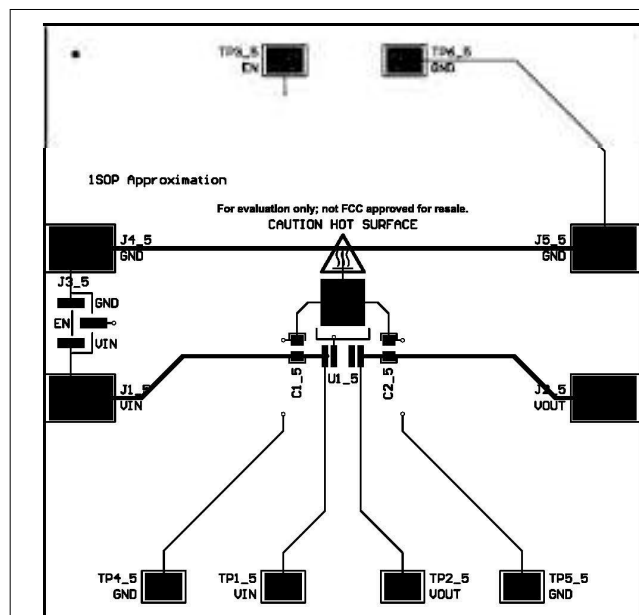 TP3_5
EN
TP6_5
GND
1SOP Approximation
For evaluation only; not FCC approved for resale.
CAUTION HOT SURFACE
J4_5
GND
J5_5
GND
J3_5
GND
EN
VIN
J1_5
VIN
C1_5
U1_5
C2_5
J2_5
VOUT
TP4_5
GND
TP1_5
VIN
TP2_5
VOUT
TP5_5
GND